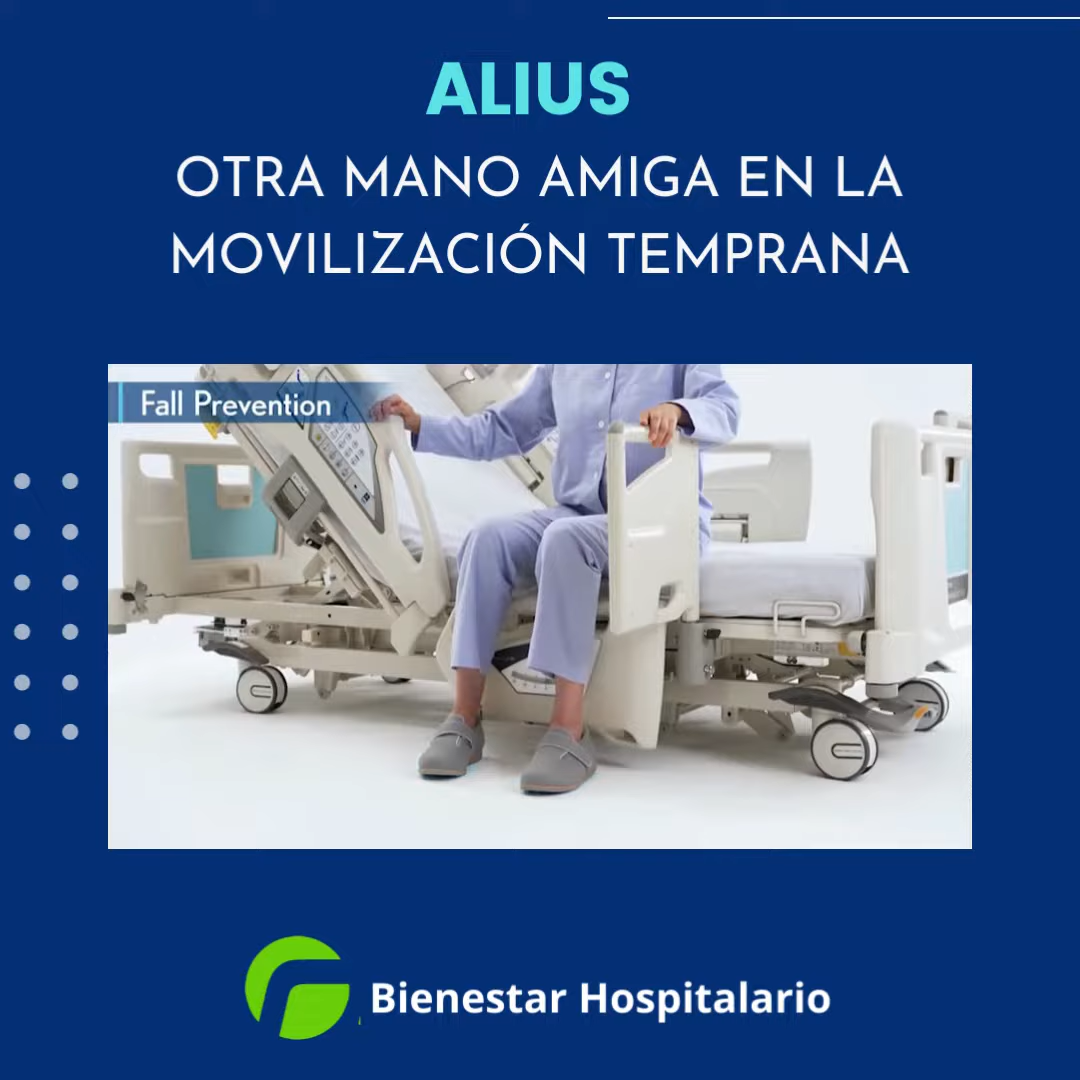 ALIUS
OTRA MANO AMIGA EN LA
MOVILIZACIÓN TEMPRANA
Fall Prevention
Bienestar Hospitalario